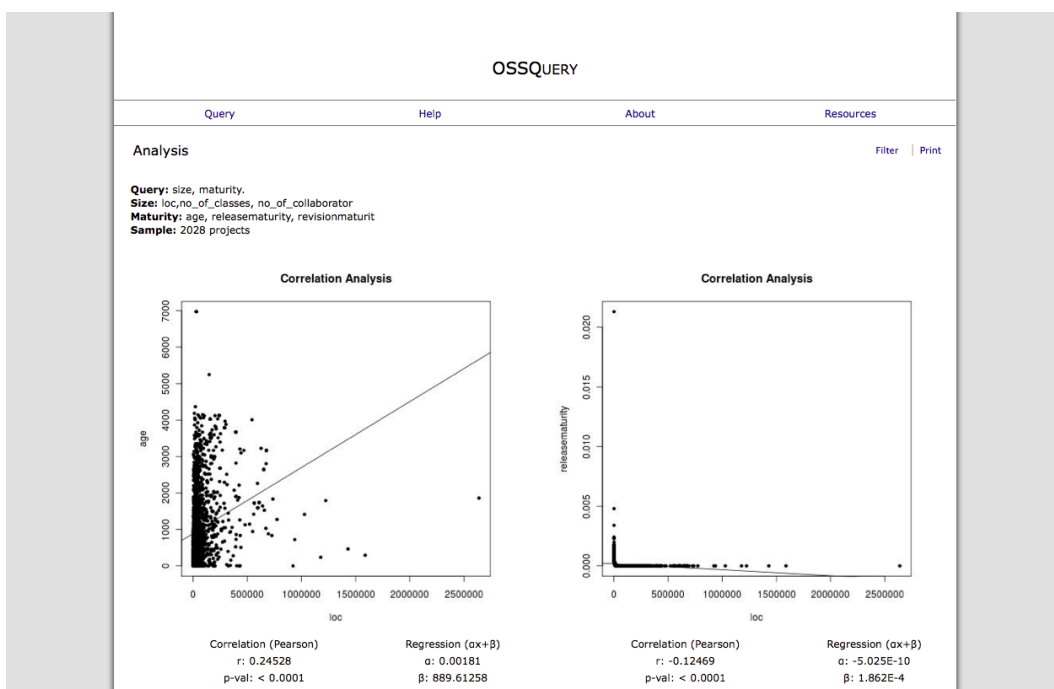 OSSQUERY
Query Help About Resources
Analysis
Filter | Print
Query: size, maturity.
Size: loc,no_of_classes, no_of_collaborator
Maturity: age, releasematurity, revisionmaturit
Sample: 2028 projects
Correlation Analysis
age
7000
6000
5000
4000
3000
2000
1000
0
0 500000 1000000 1500000 2000000 2500000
loc
Correlation (Pearson) Regression (αx+β)
r: 0.24528 α: 0.00181
p-val: < 0.0001 β: 889.61258
Correlation Analysis
releasematurity
0.020
0.015
0.010
0.005
0.000
0 500000 1000000 1500000 2000000 2500000
loc
Correlation (Pearson) Regression (αx+β)
r: -0.12469 α: -5.025E-10
p-val: < 0.0001 β: 1.862E-4